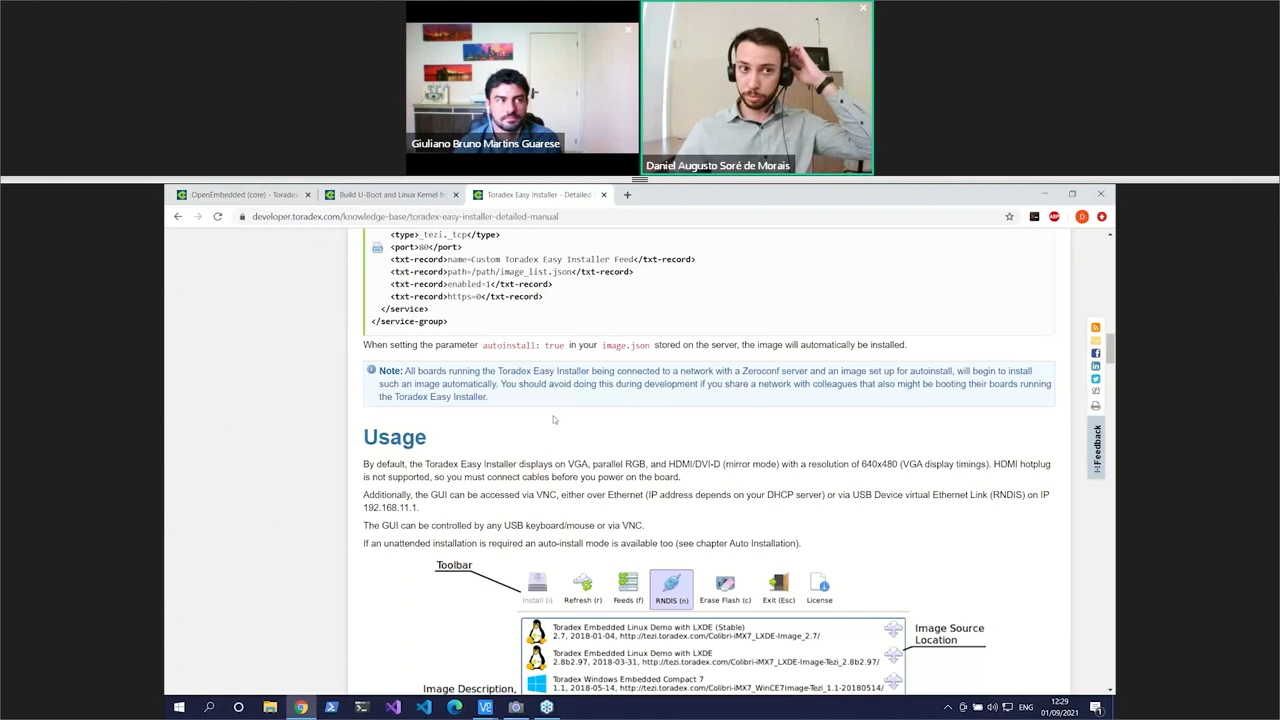 Giuliano Bruno Martins Guarese
Daniel Augusto Soré de Morais
OpenEmbedded (core) - Toradex
Build U-Boot and Linux Kernel fr
Toradex Easy Installer - Detailed
developer.toradex.com/knowledge-base/toradex-easy-installer-detailed-manual
<type>_tezi._tcp</type>
<port>80</port>
<txt-record>name=Custom Toradex Easy Installer Feed</txt-record>
<txt-record>path=/path/image_list.json</txt-record>
<txt-record>enabled=1</txt-record>
<txt-record>https=0</txt-record>
</service>
</service-group>
When setting the parameter autoinstall: true in your image.json stored on the server, the image will automatically be installed.
Note: All boards running the Toradex Easy Installer being connected to a network with a Zeroconf server and an image set up for autoinstall, will begin to install
such an image automatically. You should avoid doing this during development if you share a network with colleagues that also might be booting their boards running
the Toradex Easy Installer.
Usage
By default, the Toradex Easy Installer displays on VGA, parallel RGB, and HDMI/DVI-D (mirror mode) with a resolution of 640x480 (VGA display timings). HDMI hotplug
is not supported, so you must connect cables before you power on the board.
Additionally, the GUI can be accessed via VNC, either over Ethernet (IP address depends on your DHCP server) or via USB Device virtual Ethernet Link (RNDIS) on IP
192.168.11.1.
The GUI can be controlled by any USB keyboard/mouse or via VNC.
If an unattended installation is required an auto-install mode is available too (see chapter Auto Installation).
Toolbar
Install (i) Refresh (r) Feeds (f) RNDIS (n) Erase Flash (c) Exit (Esc) License
Toradex Embedded Linux Demo with LXDE (Stable)
2.7, 2018-01-04, http://tezi.toradex.com/Colibri-iMX7_LXDE-Image_2.7/
Image Source
Location
Toradex Embedded Linux Demo with LXDE
2.8b2.97, 2018-03-31, http://tezi.toradex.com/Colibri-iMX7_LXDE-Image-Tezi_2.8b2.97/
Toradex Windows Embedded Compact 7
1.1, 2018-05-14, http://tezi.toradex.com/Colibri-iMX7_WinCE7Image-Tezi_1.1-20180514/
Image Description,
Feedback
ABP
D
ENG
12:29
01/09/2021
1